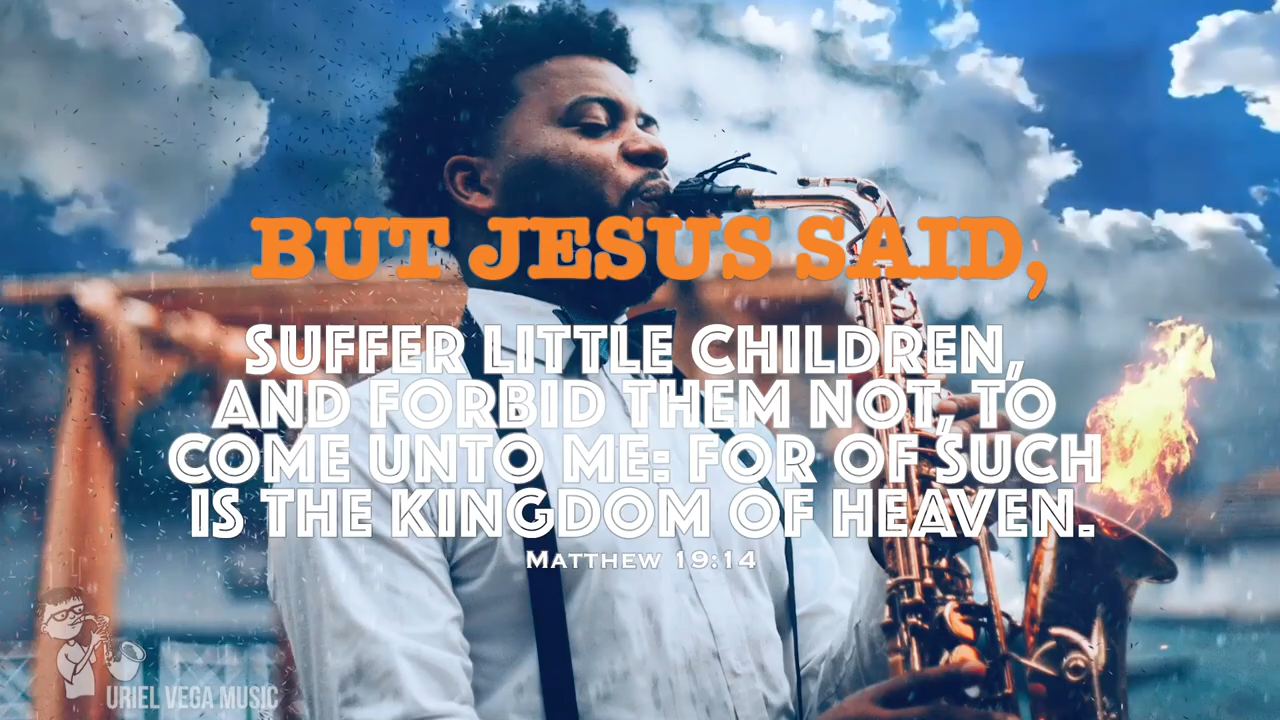 BUT JESUS SAID,
SUFFER LITTLE CHILDREN,
AND FORBID THEM NOT, TO
COME UNTO ME: FOR OF SUCH
IS THE KINGDOM OF HEAVEN.
MATTHEW 19:14
URIEL VEGA MUSIC